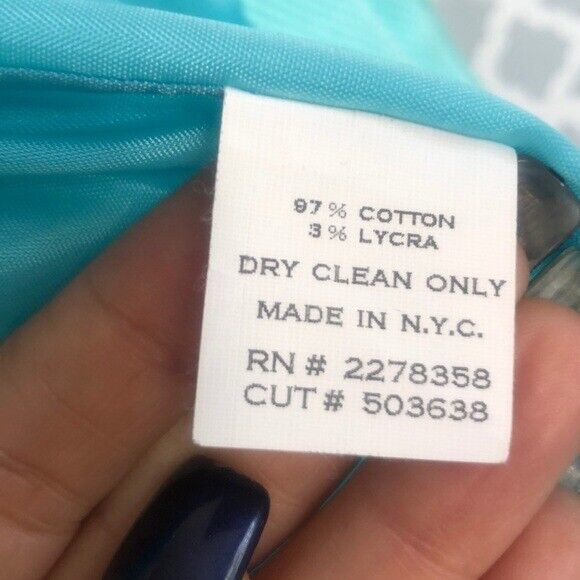 97% COTTON
3% LYCRA
DRY CLEAN ONLY
MADE IN N.Y.C.
RN # 2278358
CUT # 503638